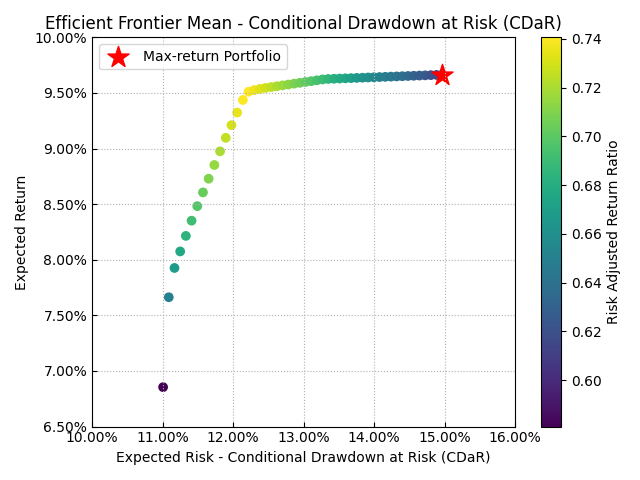 Efficient Frontier Mean - Conditional Drawdown at Risk (CDaR)
Max-return Portfolio
10.00%
9.50%
9.00%
8.50%
8.00%
7.50%
7.00%
6.50%
Expected Return
10.00% 11.00% 12.00% 13.00% 14.00% 15.00% 16.00%
Expected Risk - Conditional Drawdown at Risk (CDaR)
0.74
0.72
0.70
0.68
0.66
0.64
0.62
0.60
Risk Adjusted Return Ratio